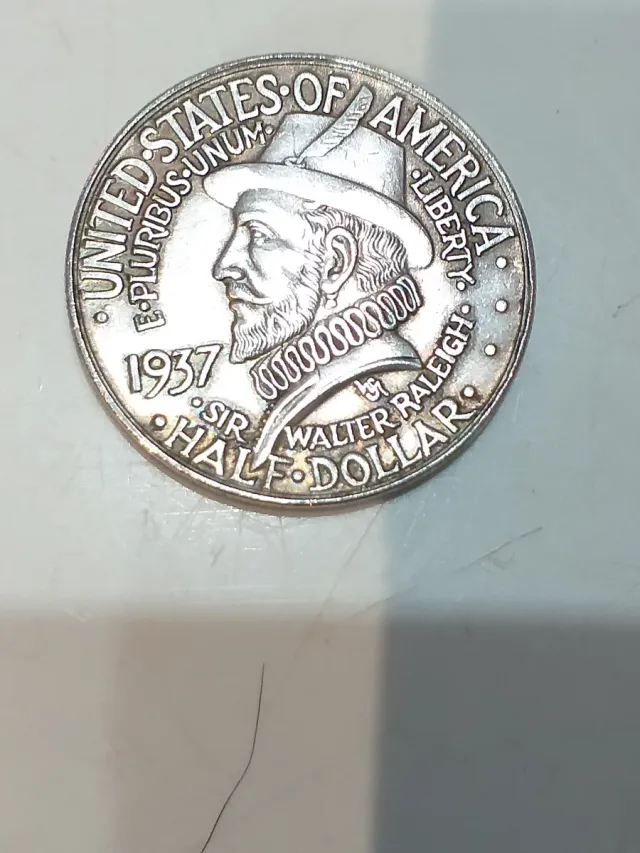 UNITED·STATES·OF AMERICA·
E·PLURIBUS·UNUM·
·LIBERTY·
1937
·SIR WALTER RALEIGH·
·HALF·DOLLAR·